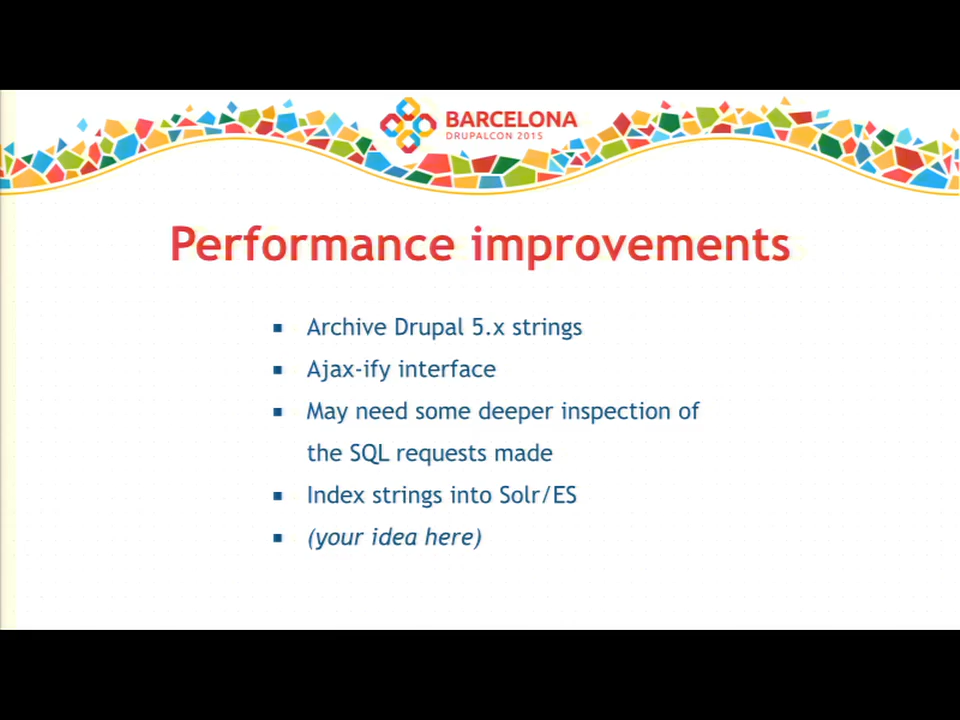 BARCELONA
DRUPALCON 2015
Performance improvements
Archive Drupal 5.x strings
Ajax-ify interface
May need some deeper inspection of
the SQL requests made
Index strings into Solr/ES
(your idea here)